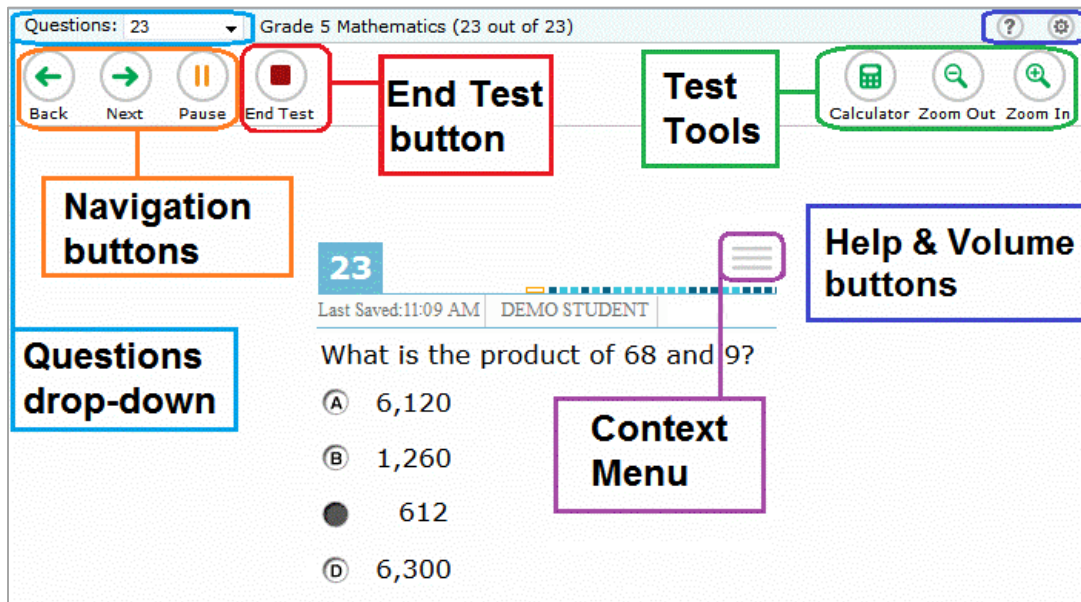 Questions: 23 Grade 5 Mathematics (23 out of 23) ?
Back Next Pause End Test Calculator Zoom Out Zoom In
End Test
button
Test
Tools
Navigation
buttons
Help & Volume
buttons
23
Last Saved:11:09 AM DEMO STUDENT
Questions
drop-down
What is the product of 68 and 9?
A 6,120
B 1,260
612
D 6,300
Context
Menu